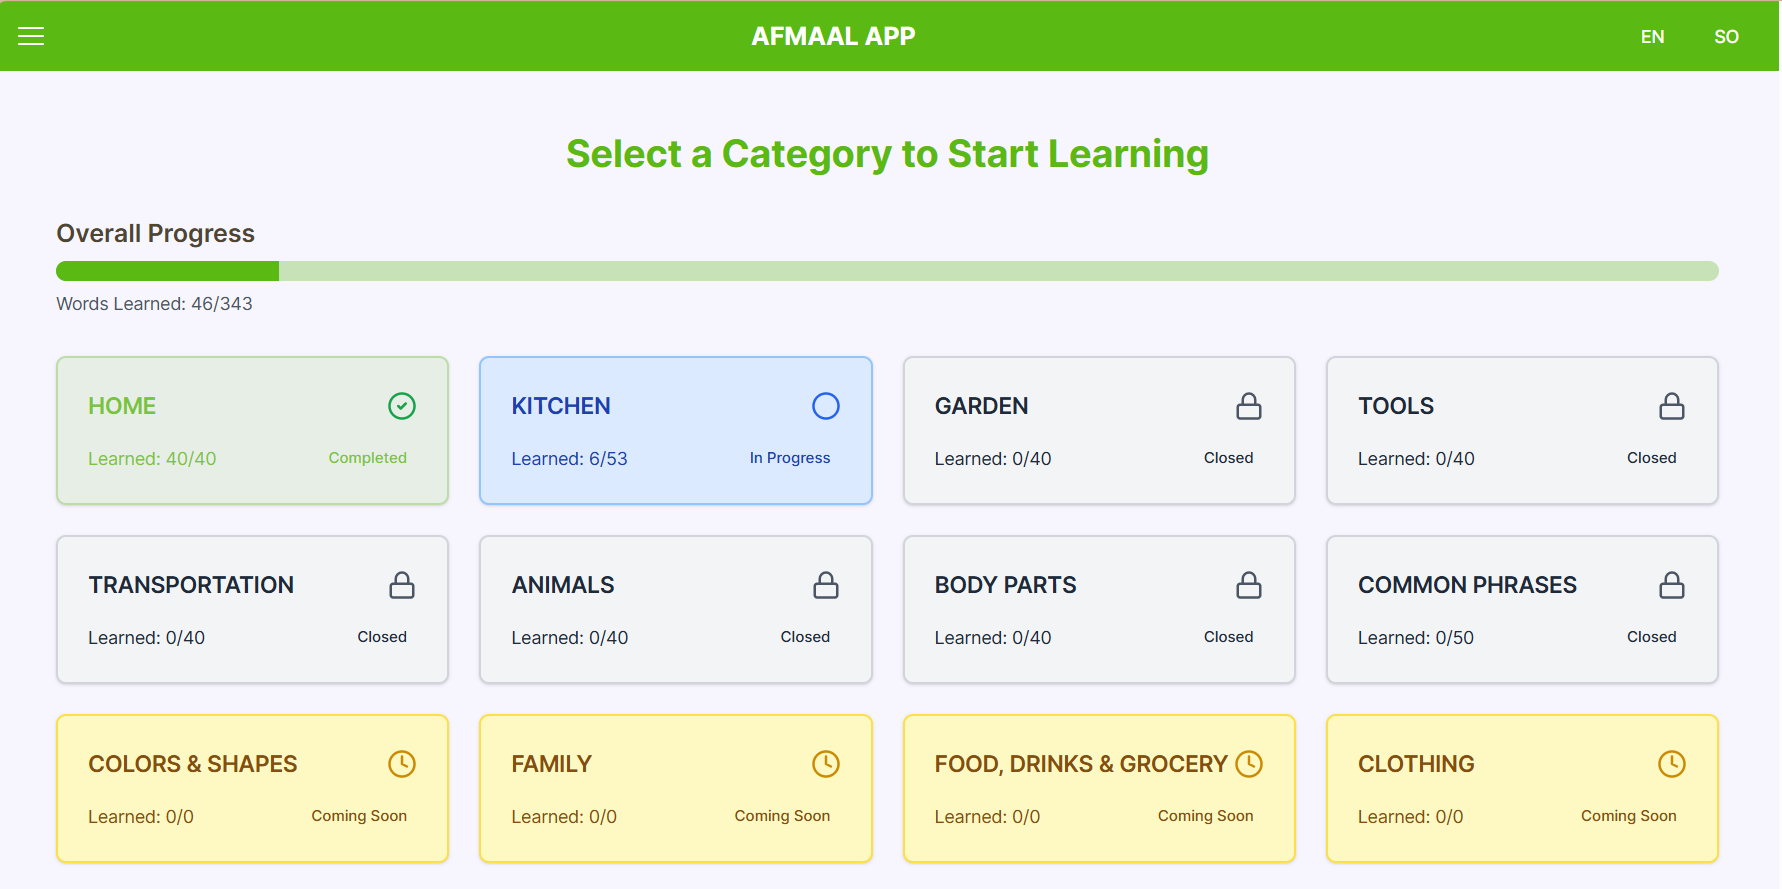 AFMAAL APP
EN SO
Select a Category to Start Learning
Overall Progress
Words Learned: 46/343
HOME
Learned: 40/40 Completed
KITCHEN
Learned: 6/53 In Progress
GARDEN
Learned: 0/40 Closed
TOOLS
Learned: 0/40 Closed
TRANSPORTATION
Learned: 0/40 Closed
ANIMALS
Learned: 0/40 Closed
BODY PARTS
Learned: 0/40 Closed
COMMON PHRASES
Learned: 0/50 Closed
COLORS & SHAPES
Learned: 0/0 Coming Soon
FAMILY
Learned: 0/0 Coming Soon
FOOD, DRINKS & GROCERY
Learned: 0/0 Coming Soon
CLOTHING
Learned: 0/0 Coming Soon